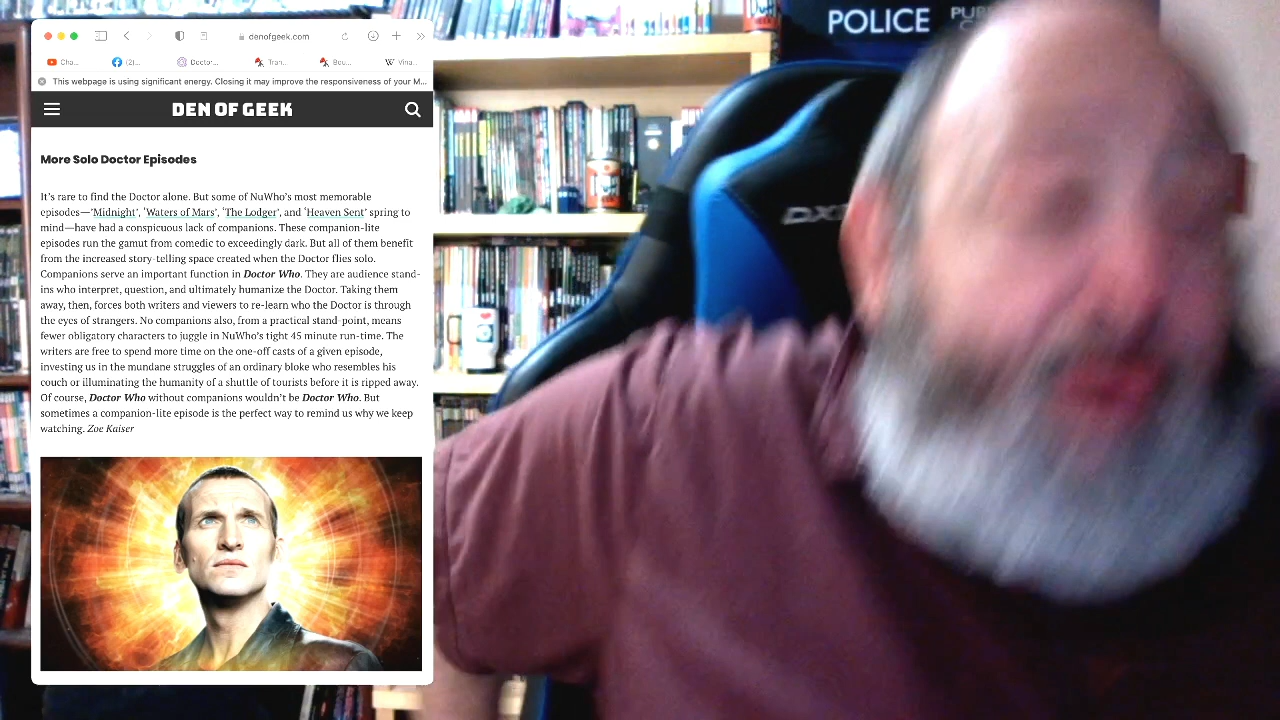 denofgeek.com
Cha...
(2)...
Doctor...
Tran...
Bou...
Vina...
This webpage is using significant energy. Closing it may improve the responsiveness of your M...
DEN OF GEEK
More Solo Doctor Episodes
It's rare to find the Doctor alone. But some of NuWho's most memorable
episodes—'Midnight', 'Waters of Mars', 'The Lodger', and 'Heaven Sent' spring to
mind—have had a conspicuous lack of companions. These companion-lite
episodes run the gamut from comedic to exceedingly dark. But all of them benefit
from the increased story-telling space created when the Doctor flies solo.
Companions serve an important function in Doctor Who. They are audience stand-
ins who interpret, question, and ultimately humanize the Doctor. Taking them
away, then, forces both writers and viewers to re-learn who the Doctor is through
the eyes of strangers. No companions also, from a practical stand-point, means
fewer obligatory characters to juggle in NuWho's tight 45 minute run-time. The
writers are free to spend more time on the one-off casts of a given episode,
investing us in the mundane struggles of an ordinary bloke who resembles his
couch or illuminating the humanity of a shuttle of tourists before it is ripped away.
Of course, Doctor Who without companions wouldn't be Doctor Who. But
sometimes a companion-lite episode is the perfect way to remind us why we keep
watching. Zoe Kaiser
POLICE